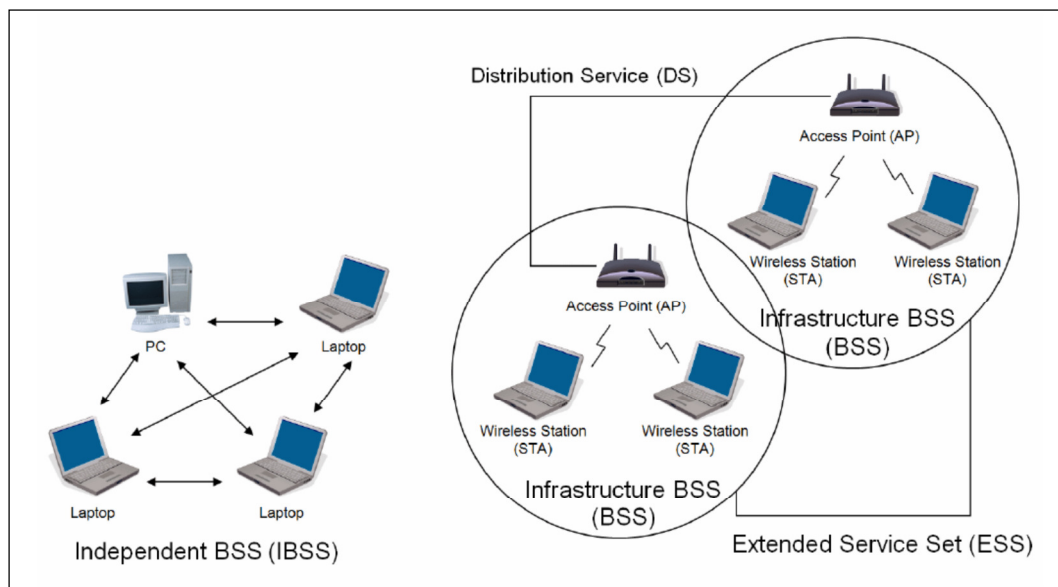 Distribution Service (DS)
Access Point (AP)
Wireless Station
(STA)
Wireless Station
(STA)
Infrastructure BSS
(BSS)
Access Point (AP)
Wireless Station
(STA)
Wireless Station
(STA)
Infrastructure BSS
(BSS)
Extended Service Set (ESS)
PC
Laptop
Laptop
Laptop
Independent BSS (IBSS)